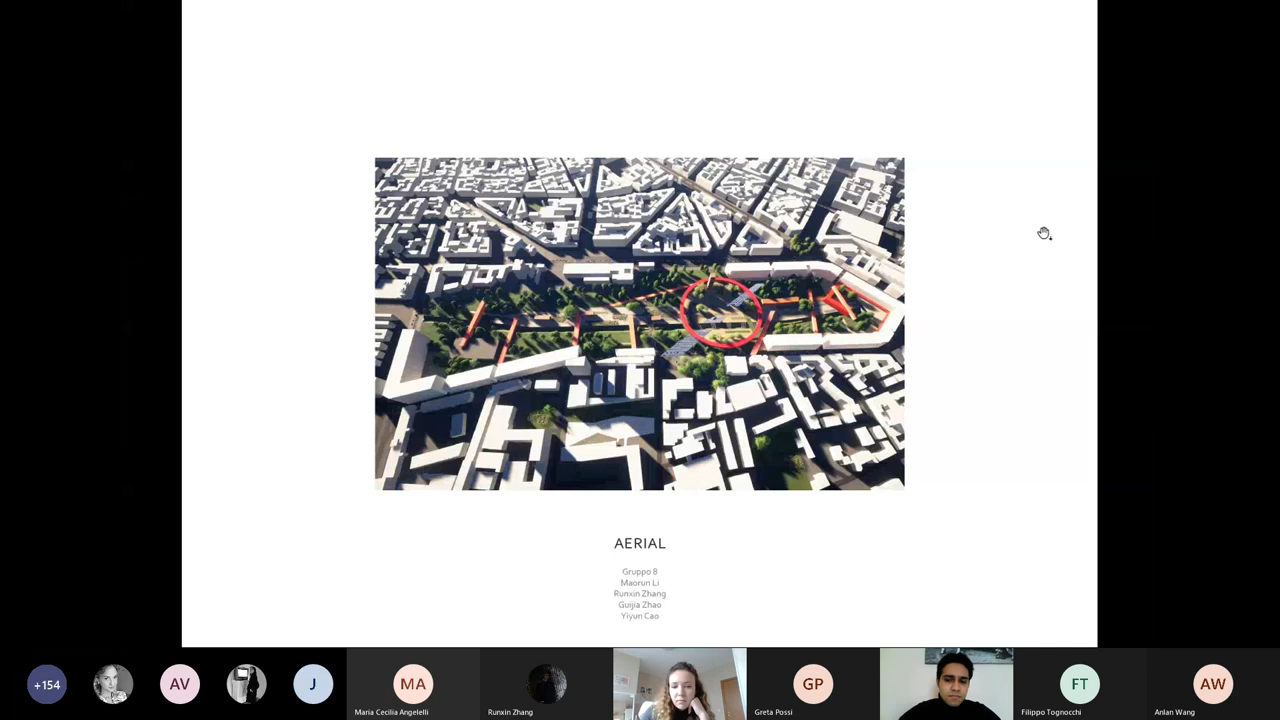 AERIAL
Gruppo 8
Maorun Li
Runxin Zhang
Guijia Zhao
Yiyun Cao
+154
AV
J
MA
Maria Cecilia Angelelli
Runxin Zhang
GP
Greta Possi
FT
Filippo Tognocchi
AW
Anlan Wang